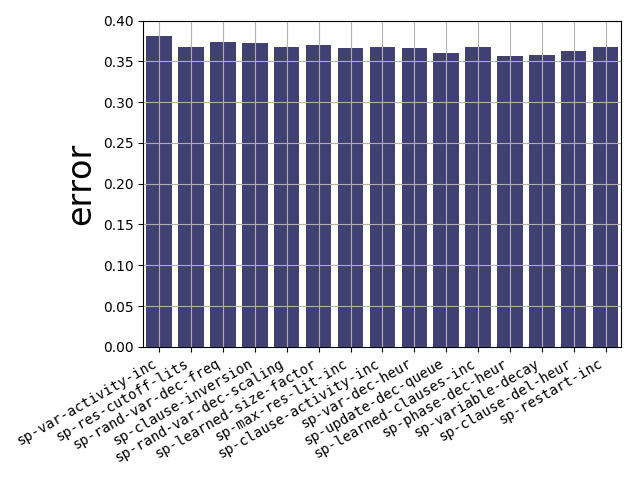 0.40
0.35
0.30
0.25
0.20
0.15
0.10
0.05
0.00
error
sp-var-activity-inc
sp-res-cutoff-lits
sp-rand-var-dec-freq
sp-clause-inversion
sp-rand-var-dec-scaling
sp-learned-size-factor
sp-max-res-lit-inc
sp-clause-activity-inc
sp-var-dec-heur
sp-update-dec-queue
sp-learned-clauses-inc
sp-phase-dec-heur
sp-variable-decay
sp-clause-del-heur
sp-restart-inc